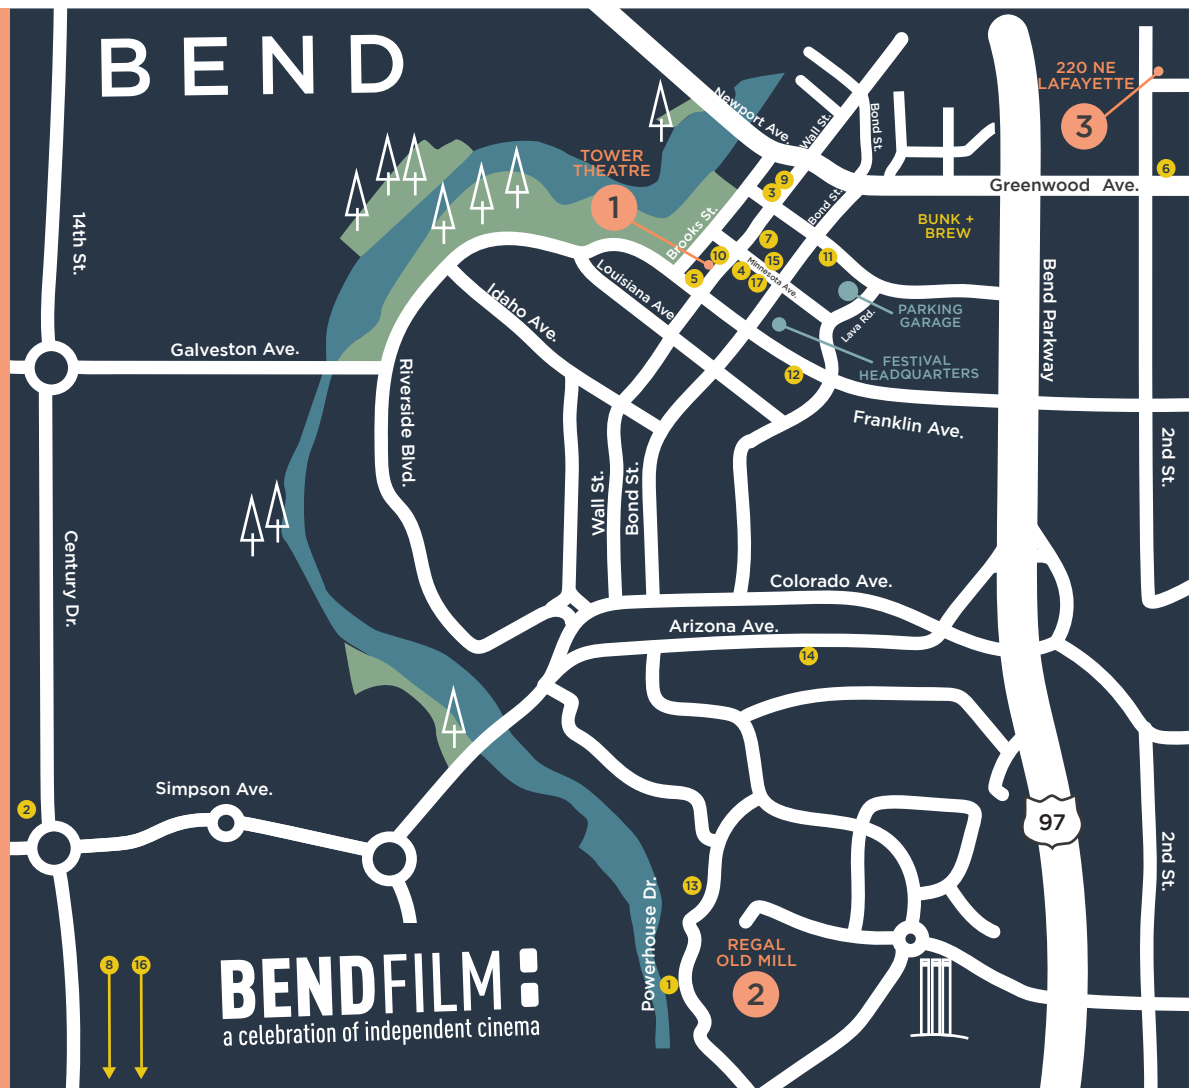 BEND
Newport Ave.
Wall St.
Bond St.
220 NE
LAFAYETTE
3
TOWER
THEATRE
1
9
3
6
Greenwood Ave.
Bond St.
BUNK +
BREW
14th St.
Brooks St.
7
10
15
11
4
17
5
Minnesota Ave.
Louisiana Ave
Idaho Ave.
PARKING
GARAGE
Lava Rd.
Bend Parkway
Galveston Ave.
FESTIVAL
HEADQUARTERS
12
Riverside Blvd.
Franklin Ave.
2nd St.
Wall St.
Bond St.
Century Dr.
Colorado Ave.
Arizona Ave.
14
Simpson Ave.
2
97
2nd St.
13
Powerhouse Dr.
REGAL
OLD MILL
2
1
8
16
BENDFILM
a celebration of independent cinema